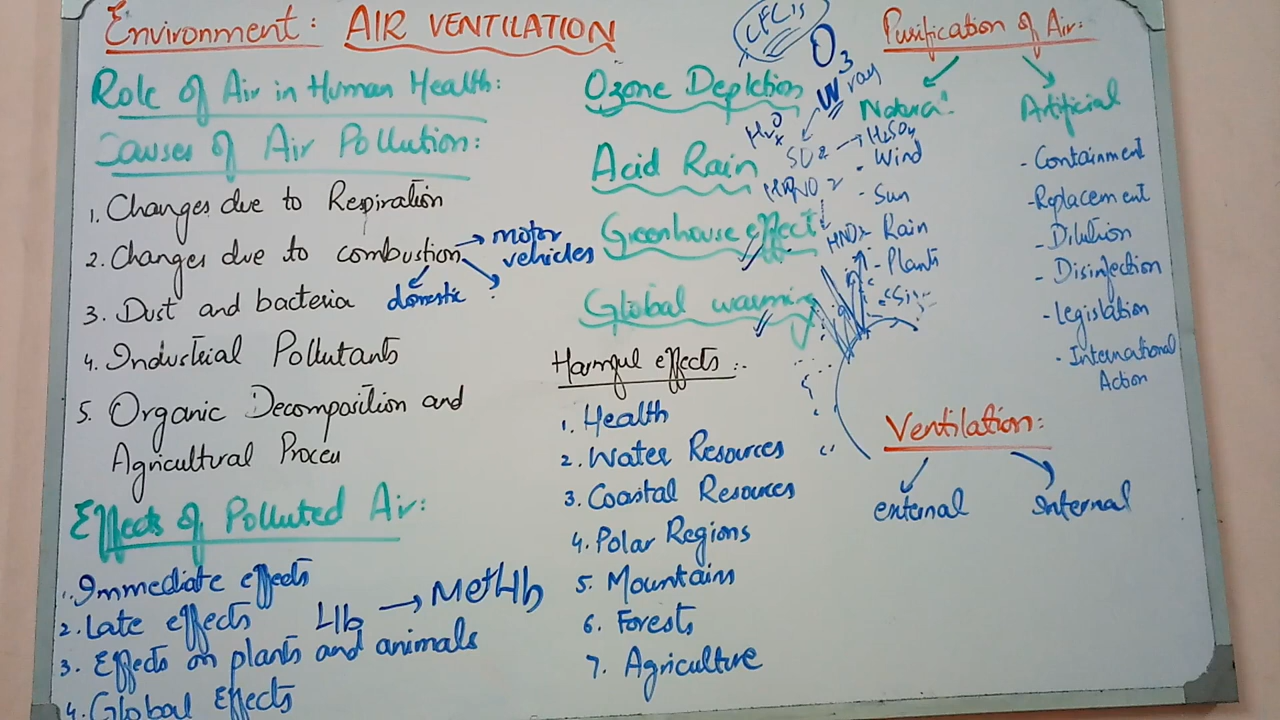 Environment: AIR VENTILATION
Role of Air in Human Health:
Causes of Air Pollution:
1. Changes due to Respiration
2. Changes due to combustion → motor vehicles
domestic
3. Dust and bacteria
4. Industrial Pollutants
5. Organic Decomposition and
Agricultural Process
Effects of Polluted Air:
1. Immediate effects
2. Late effects
Hb → MetHb
3. Effects on plants and animals
4. Global Effects
CFC's
O3
Ozone Depletion
UV ray
H2O
SO2 → H2SO4
Acid Rain
Greenhouse effect
Global warming
Harmful effects:
1. Health
2. Water Resources
3. Coastal Resources
4. Polar Regions
5. Mountains
6. Forests
7. Agriculture
Purification of Air:
Natural:
- Wind
- Sun
Rain
- Plants
Artificial
- Containment
- Replacement
- Dilution
- Disinfection
- Legislation
- International
Action
Ventilation:
external
Internal